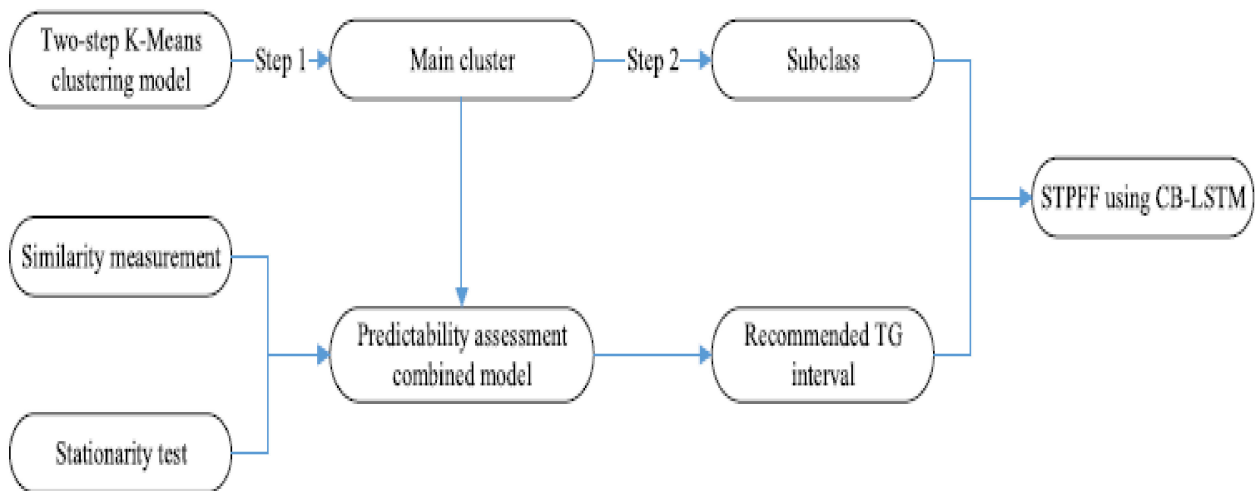 Two-step K-Means
clustering model
Step 1
Main cluster
Step 2
Subclass
STPFF using CB-LSTM
Similarity measurement
Predictability assessment
combined model
Recommended TG
interval
Stationarity test